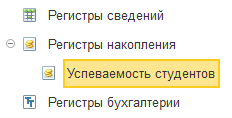 Регистры сведений
Регистры накопления
Успеваемость студентов
Регистры бухгалтерии